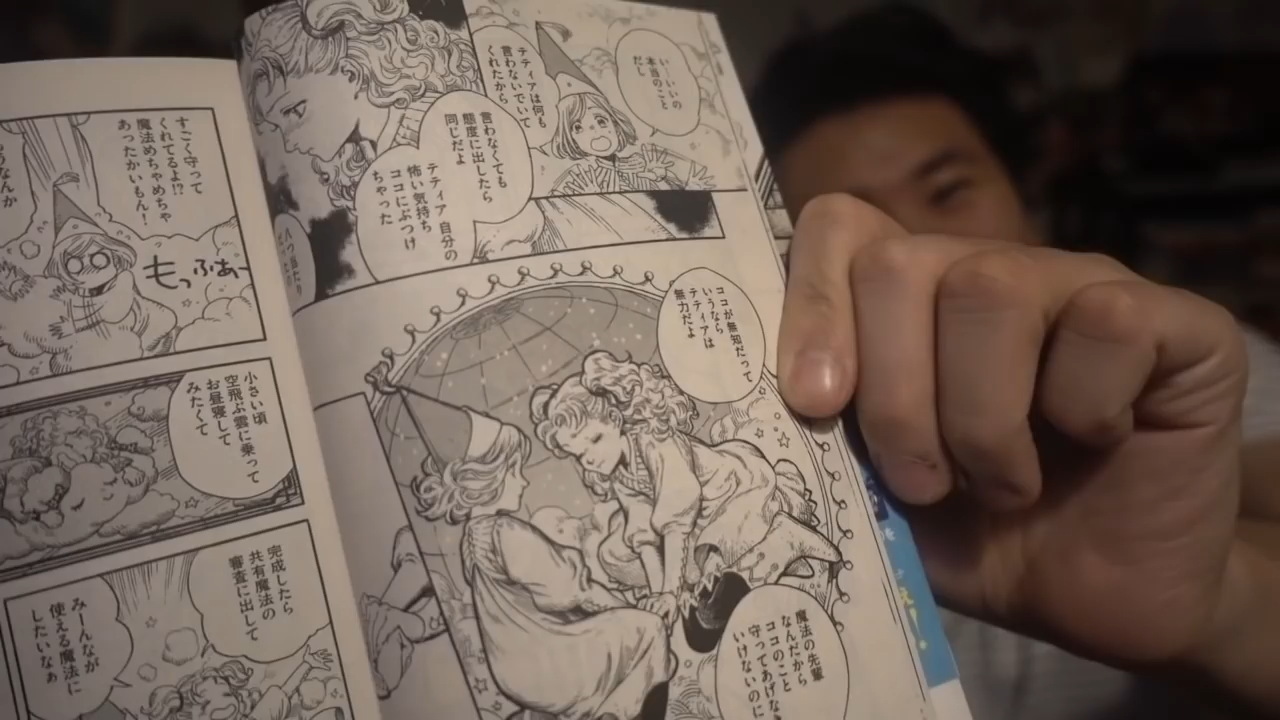 い…いいの
本当のこと
だし
テティアは何も
言わないでいて
くれたから
言わなくても
態度に出したら
同じだよ
テティア 自分の
怖い気持ち
ココにぶつけ
ちゃった
ココが無知だって
いうなら
テティアは
無力だよ
魔法の先輩
なんだから
ココのこと
守ってあげな
いけないのに
すごく守って
くれてるよ!?
魔法めちゃめちゃ
あったかいもん!
もっふぁ〜
小さい頃
空飛ぶ雲に乗って
お昼寝して
みたくて
完成したら
共有魔法の
審査に出して
みーんなが
使える魔法に
したいなぁ